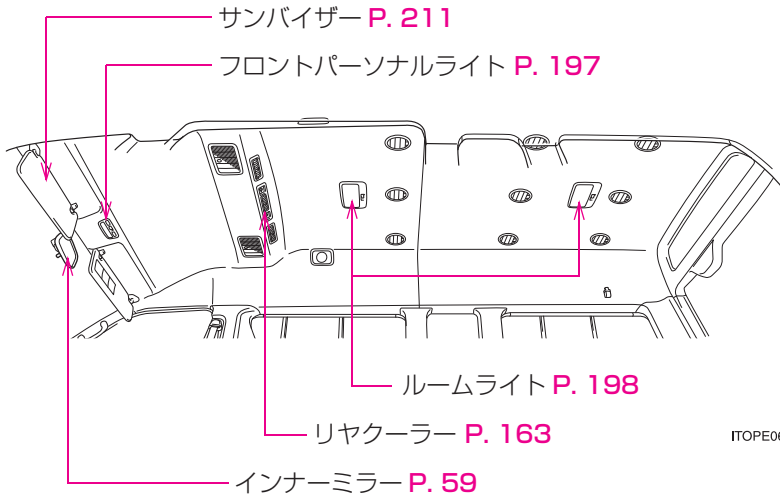 サンバイザー P. 211
フロントパーソナルライト P. 197
ルームライト P. 198
リヤクーラー P. 163
ITOPE06
インナーミラー P. 59